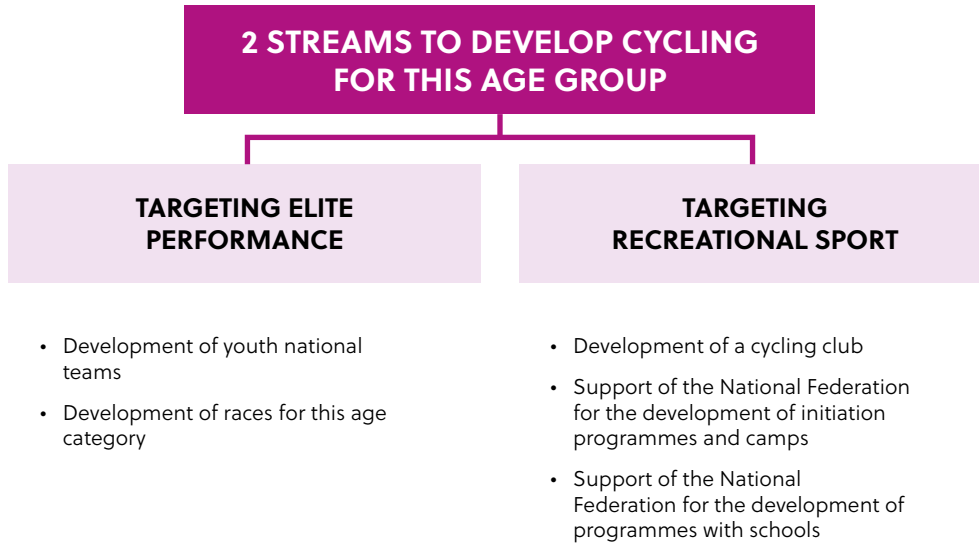 2 STREAMS TO DEVELOP CYCLING
FOR THIS AGE GROUP
TARGETING ELITE
PERFORMANCE
• Development of youth national
teams
• Development of races for this age
category
TARGETING
RECREATIONAL SPORT
• Development of a cycling club
• Support of the National Federation
for the development of initiation
programmes and camps
• Support of the National
Federation for the development of
programmes with schools